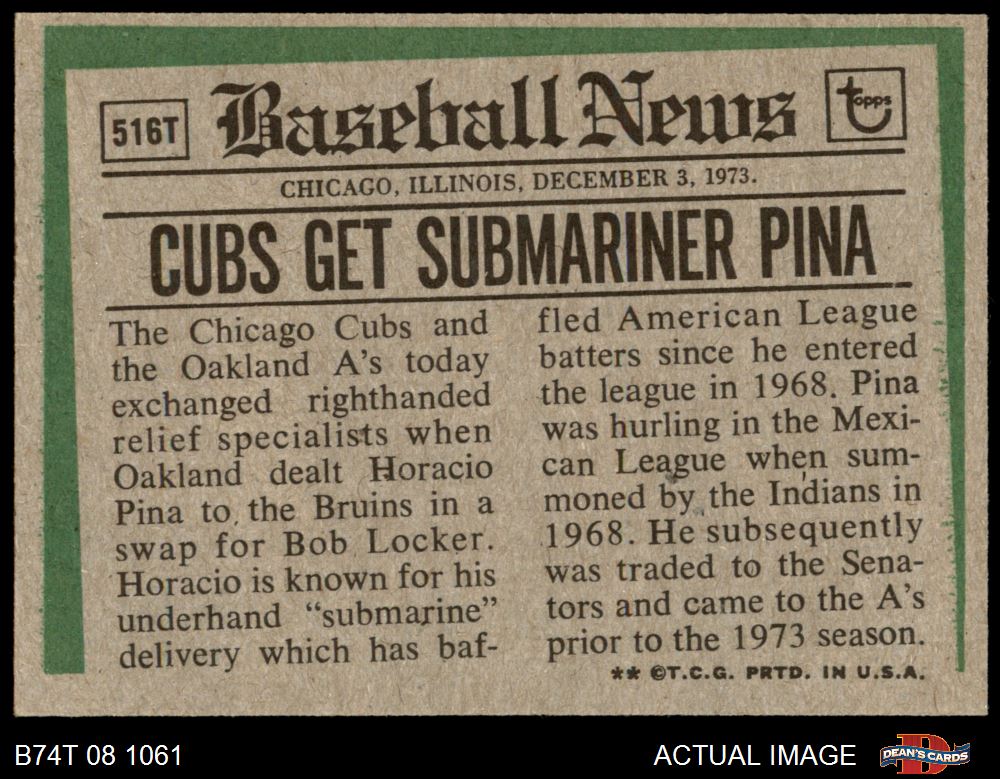 516T
Baseball News
topps
CHICAGO, ILLINOIS, DECEMBER 3, 1973.
CUBS GET SUBMARINER PINA
The Chicago Cubs and
the Oakland A's today
exchanged righthanded
relief specialists when
Oakland dealt Horacio
Pina to the Bruins in a
swap for Bob Locker.
Horacio is known for his
underhand "submarine"
delivery which has baf-
fled American League
batters since he entered
the league in 1968. Pina
was hurling in the Mexi-
can League when sum-
moned by the Indians in
1968. He subsequently
was traded to the Sena-
tors and came to the A's
prior to the 1973 season.
** ©T.C.G. PRTD. IN U.S.A.
B74T 08 1061
ACTUAL IMAGE
DEAN'S CARDS